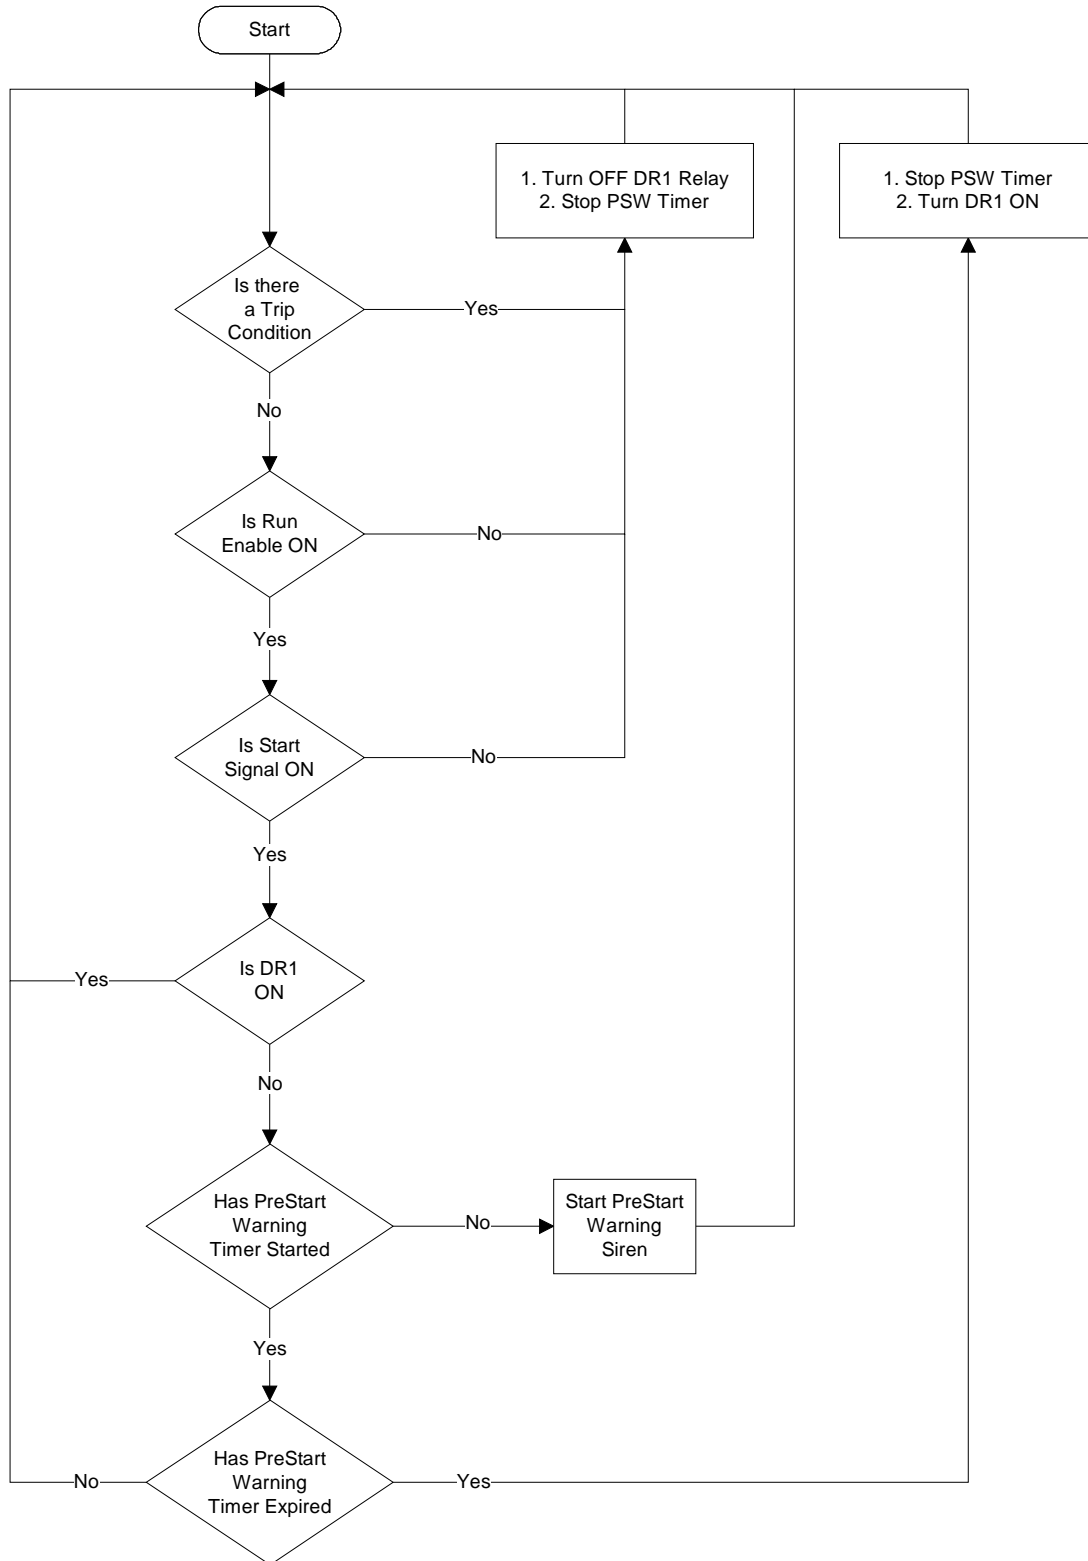 Start
1. Turn OFF DR1 Relay
2. Stop PSW Timer
1. Stop PSW Timer
2. Turn DR1 ON
Is there
a Trip
Condition
Yes
No
Is Run
Enable ON
No
Yes
Is Start
Signal ON
No
Yes
Is DR1
ON
Yes
No
Has PreStart
Warning
Timer Started
No
Start PreStart
Warning
Siren
Yes
Has PreStart
Warning
Timer Expired
No
Yes